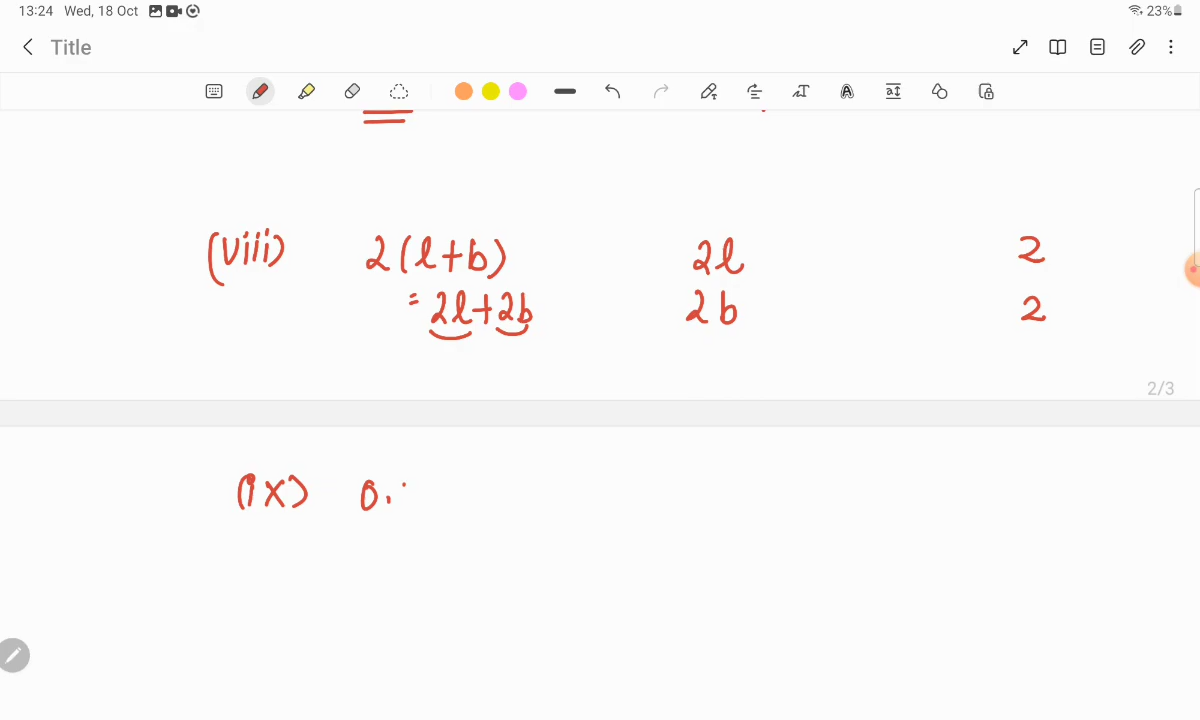 13:24 Wed, 18 Oct 23%
Title
(viii) 2(l+b) 2l 2
= 2l+2b 2b 2
2/3
(ix) 0.